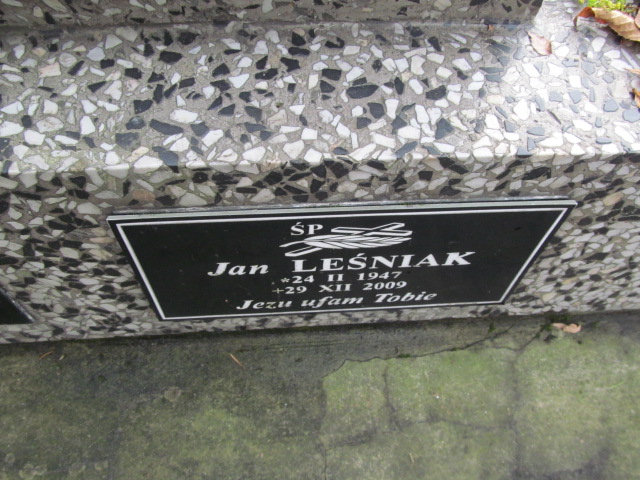 ŚP
Jan LEŚNIAK
*24 II 1947
+29 XII 2009
Jezu ufam Tobie